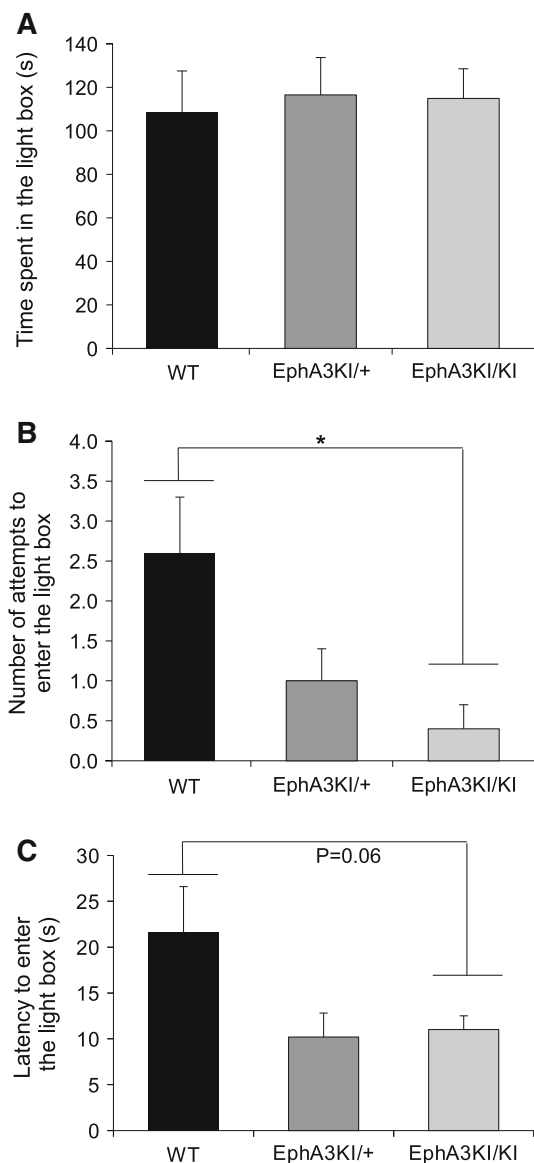 A
Time spent in the light box (s)
140
120
100
80
60
40
20
0
WT EphA3KI/+ EphA3KI/KI
B
Number of attempts to
enter the light box
4.0
3.5
3.0
2.5
2.0
1.5
1.0
0.5
0.0
*
WT EphA3KI/+ EphA3KI/KI
C
Latency to enter
the light box (s)
30
25
20
15
10
5
0
P=0.06
WT EphA3KI/+ EphA3KI/KI